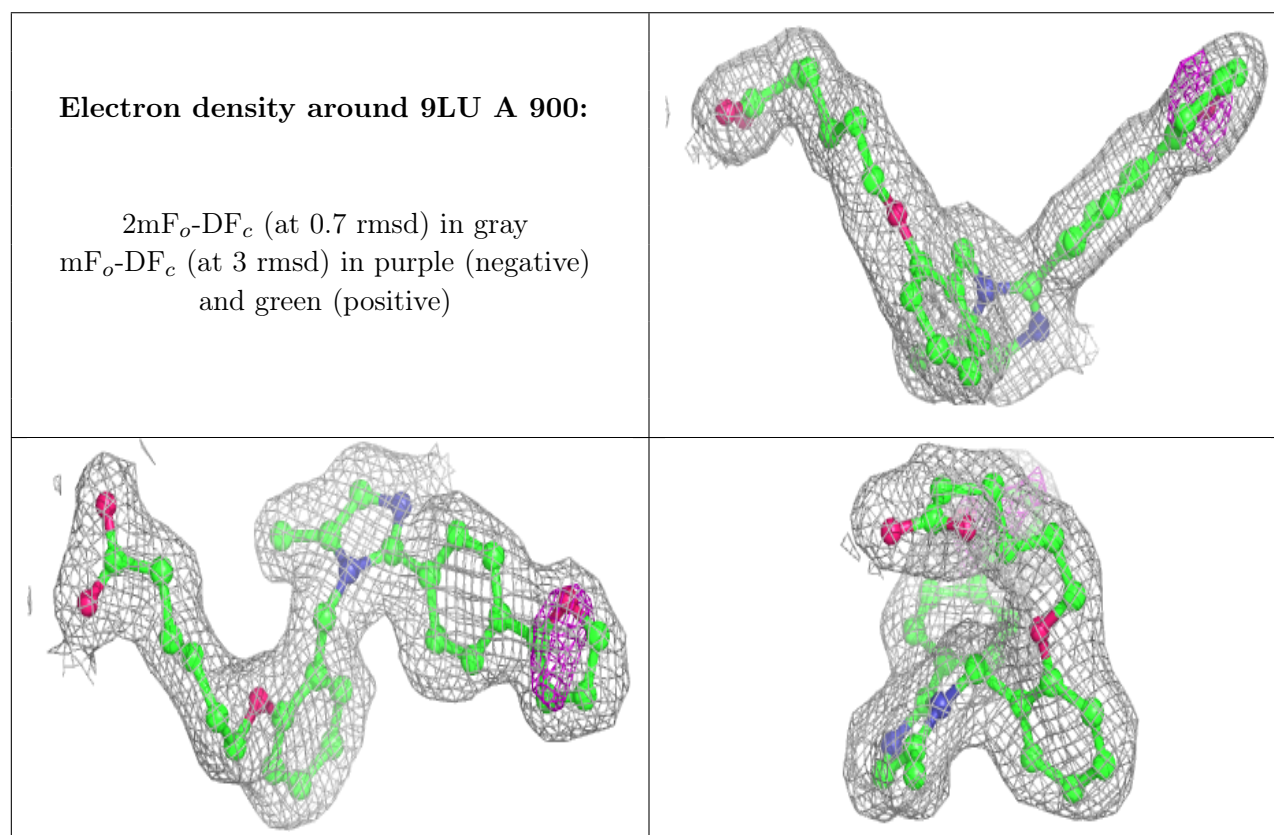 Electron density around 9LU A 900:
2mFo-DFc (at 0.7 rmsd) in gray
mFo-DFc (at 3 rmsd) in purple (negative)
and green (positive)